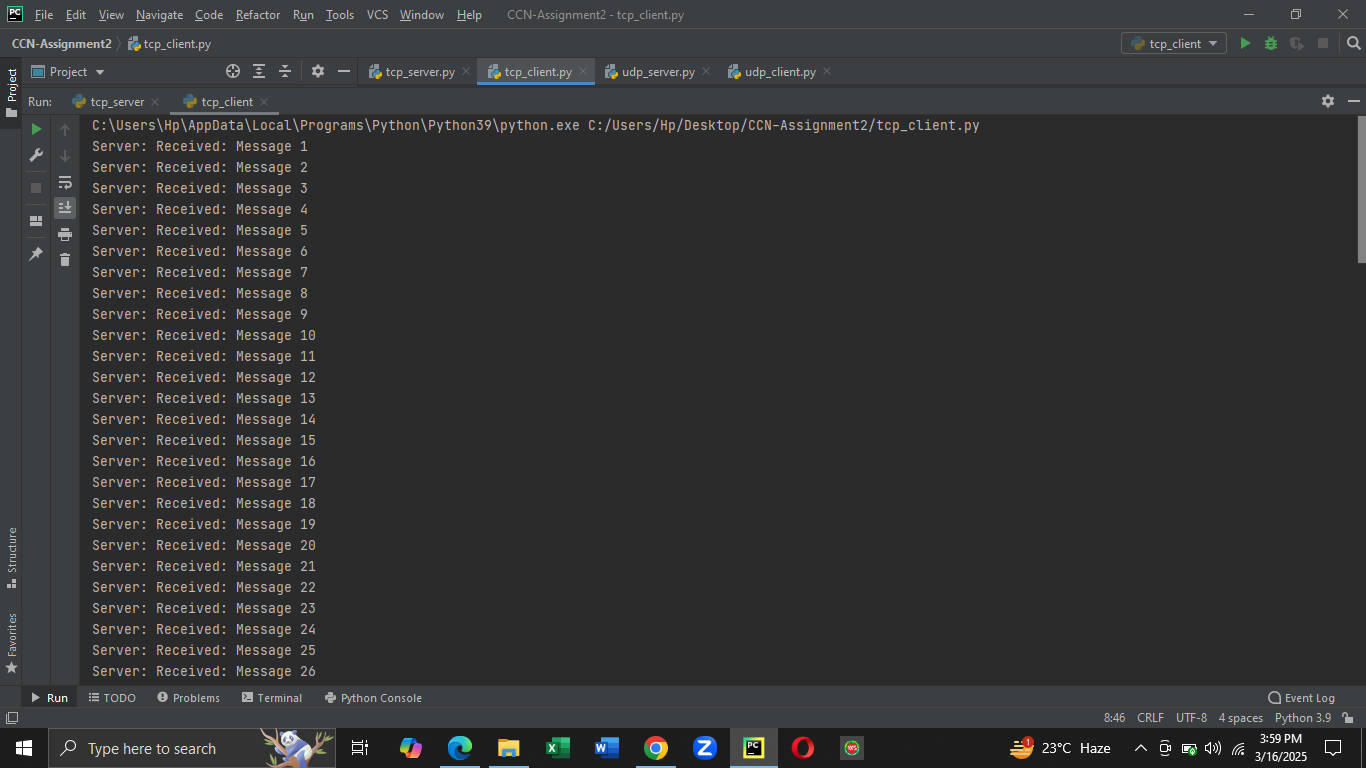 PC File Edit View Navigate Code Refactor Run Tools VCS Window Help CCN-Assignment2 - tcp_client.py
CCN-Assignment2 tcp_client.py tcp_client
Project Project tcp_server.py tcp_client.py udp_server.py udp_client.py
Run: tcp_server tcp_client
C:\Users\Hp\AppData\Local\Programs\Python\Python39\python.exe C:/Users/Hp/Desktop/CCN-Assignment2/tcp_client.py
Server: Received: Message 1
Server: Received: Message 2
Server: Received: Message 3
Server: Received: Message 4
Server: Received: Message 5
Server: Received: Message 6
Server: Received: Message 7
Server: Received: Message 8
Server: Received: Message 9
Server: Received: Message 10
Server: Received: Message 11
Server: Received: Message 12
Server: Received: Message 13
Server: Received: Message 14
Server: Received: Message 15
Server: Received: Message 16
Server: Received: Message 17
Server: Received: Message 18
Server: Received: Message 19
Server: Received: Message 20
Server: Received: Message 21
Server: Received: Message 22
Server: Received: Message 23
Server: Received: Message 24
Server: Received: Message 25
Server: Received: Message 26
Structure
Favorites
Run TODO Problems Terminal Python Console Event Log
8:46 CRLF UTF-8 4 spaces Python 3.9
Type here to search 1 23°C Haze 3:59 PM
3/16/2025